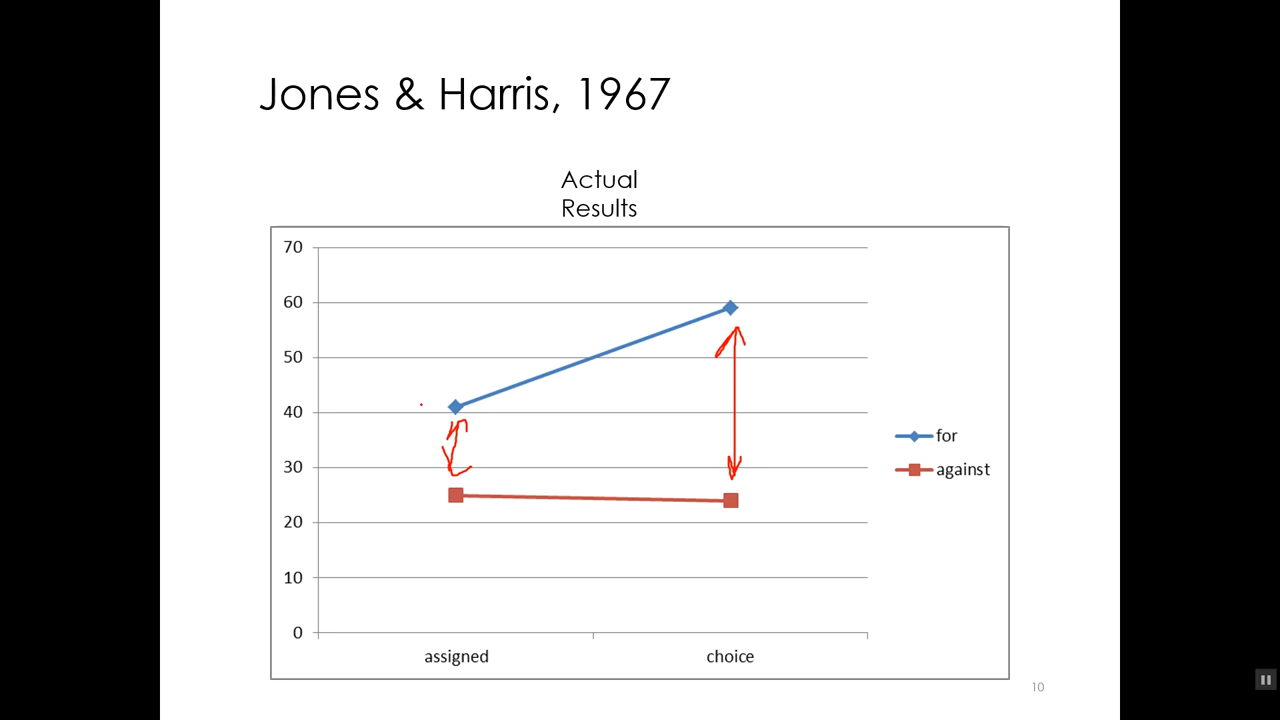 Jones & Harris, 1967
Actual
Results
70
60
50
40
30
20
10
0
assigned
choice
for
against
10